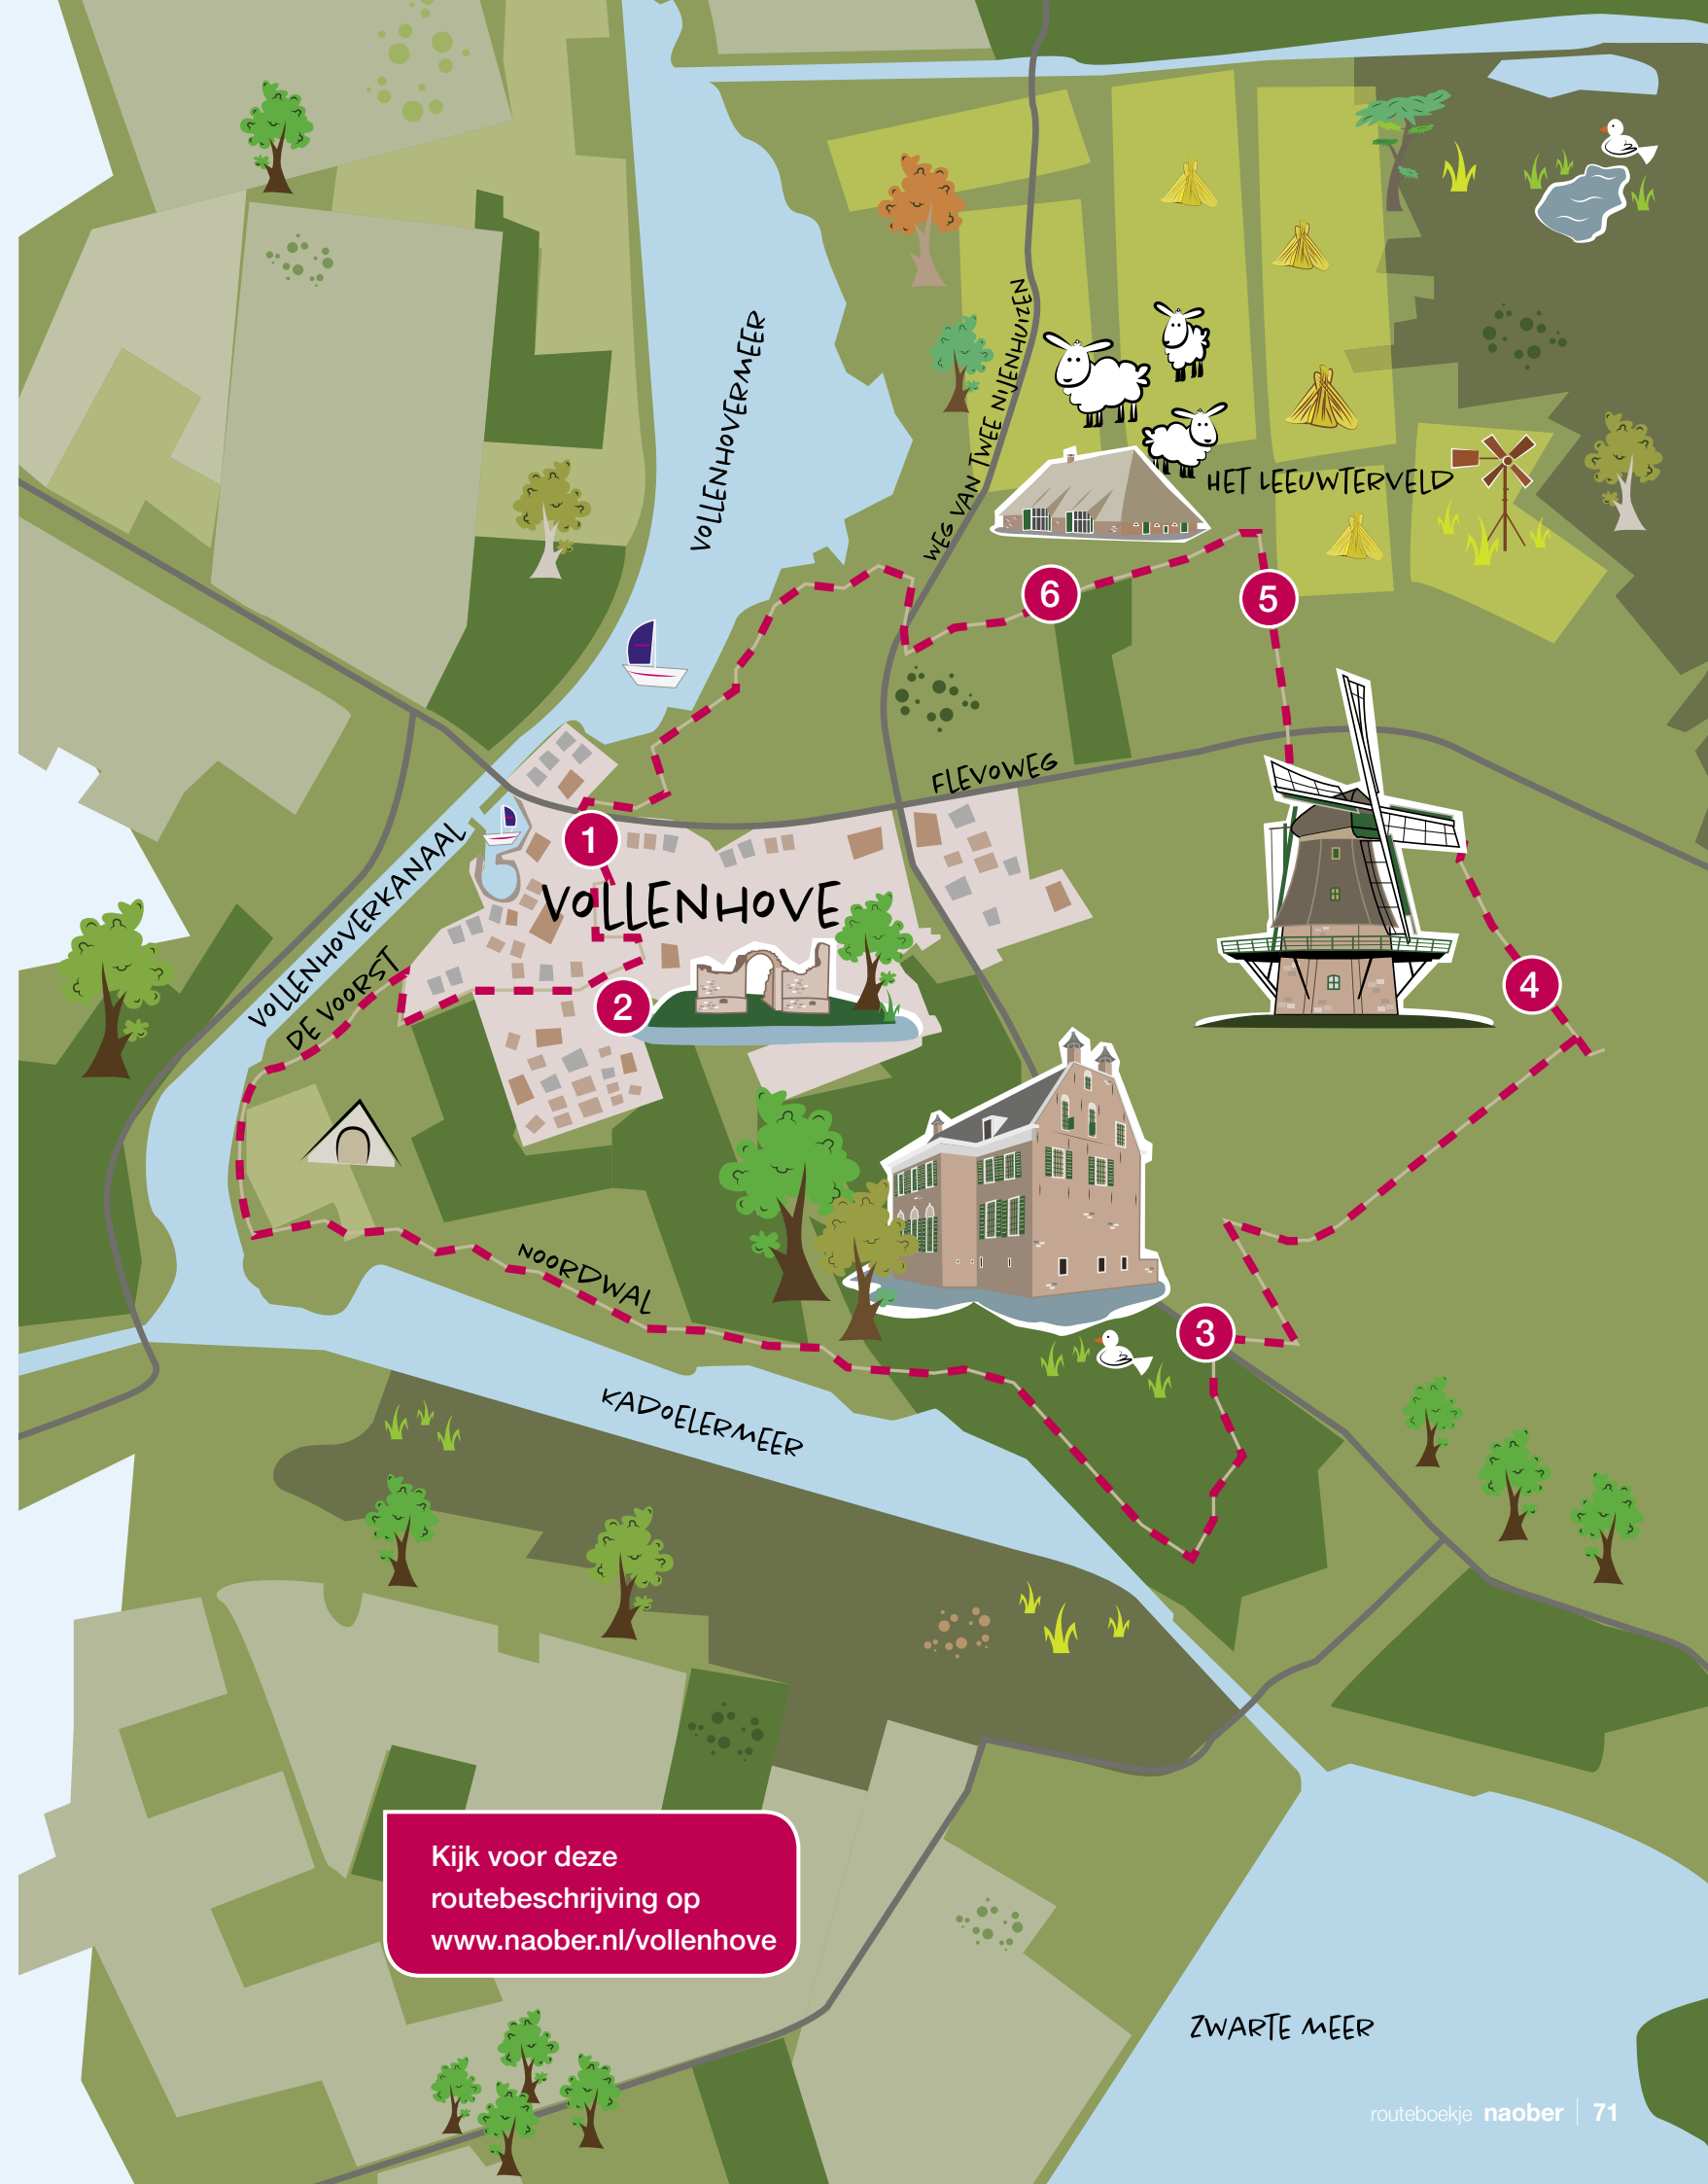 VOLLENHOVERMEER
WEG VAN TWEE NIJENHUIZEN
HET LEEUWTERVELD
6
5
FLEVOWEG
1
VOLLENHOVE
VOLLENHOVERKANAAL
DE VOORST
2
4
NOORDWAL
3
KADOELERMEER
Kijk voor deze
routebeschrijving op
www.naober.nl/vollenhove
ZWARTE MEER
routeboekje naober | 71